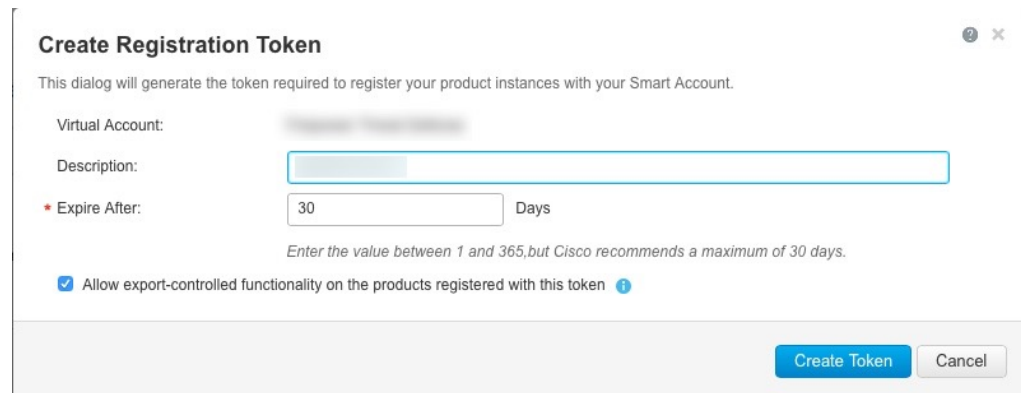 Create Registration Token
This dialog will generate the token required to register your product instances with your Smart Account.
Virtual Account:
Description:
* Expire After: 30 Days
Enter the value between 1 and 365,but Cisco recommends a maximum of 30 days.
Allow export-controlled functionality on the products registered with this token
Create Token Cancel